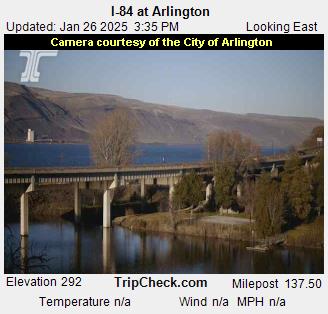 I-84 at Arlington
Updated: Jan 26 2025 3:35 PM Looking East
Camera courtesy of the City of Arlington
Elevation 292 TripCheck.com Milepost 137.50
Temperature n/a Wind n/a MPH n/a